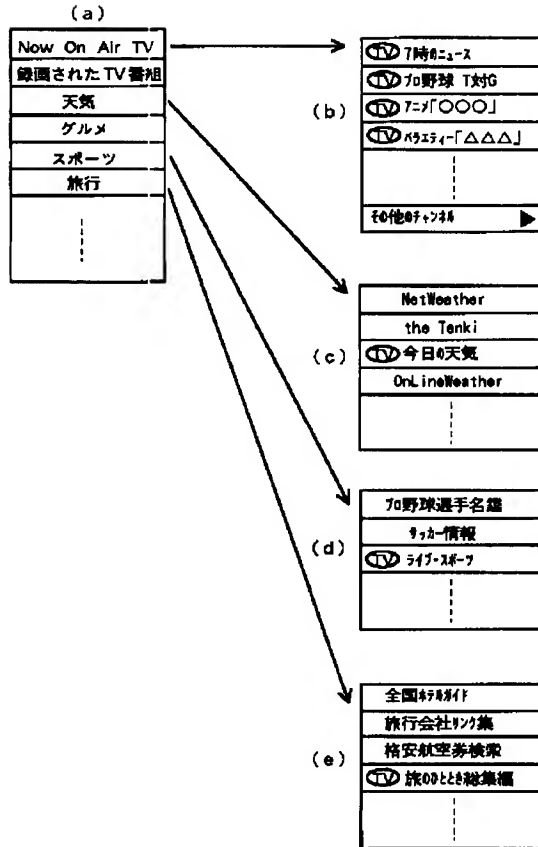 (a)
Now On Air TV
録画されたTV番組
天気
グルメ
スポーツ
旅行
(b)
TV 7時のニュース
TV プロ野球 T対G
TV アニメ「○○○」
TV バラエティー「△△△」
その他のチャンネル ▶
(c)
NetWeather
the Tenki
TV 今日の天気
OnLineWeather
(d)
プロ野球選手名鑑
サッカー情報
TV ライブ・スポーツ
(e)
全国ホテルガイド
旅行会社リンク集
格安航空券検索
TV 旅のひととき総集編